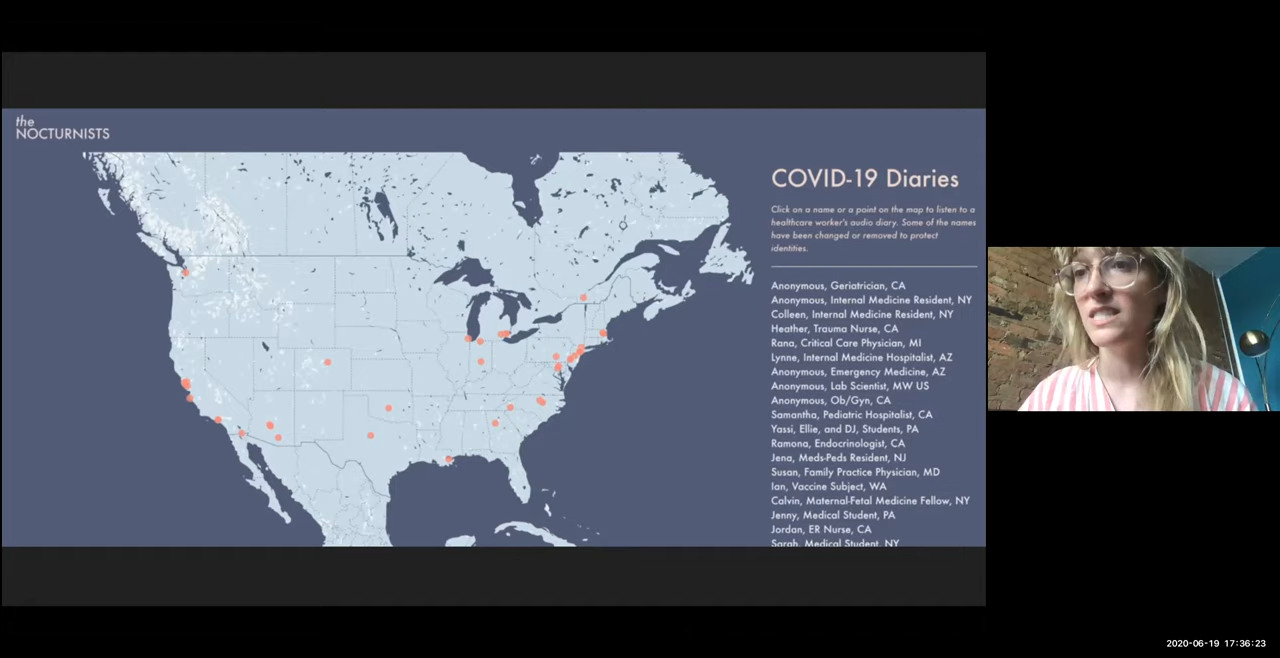 the
NOCTURNISTS
COVID-19 Diaries
Click on a name or a point on the map to listen to a
healthcare worker's audio diary. Some of the names
have been changed or removed to protect
identities.
Anonymous, Geriatrician, CA
Anonymous, Internal Medicine Resident, NY
Colleen, Internal Medicine Resident, NY
Heather, Trauma Nurse, CA
Rana, Critical Care Physician, MI
Lynne, Internal Medicine Hospitalist, AZ
Anonymous, Emergency Medicine, AZ
Anonymous, Lab Scientist, MW US
Anonymous, Ob/Gyn, CA
Samantha, Pediatric Hospitalist, CA
Yassi, Ellie, and DJ, Students, PA
Ramona, Endocrinologist, CA
Jena, Meds-Peds Resident, NJ
Susan, Family Practice Physician, MD
Ian, Vaccine Subject, WA
Calvin, Maternal-Fetal Medicine Fellow, NY
Jenny, Medical Student, PA
Jordan, ER Nurse, CA
Sarah, Medical Student, NY
2020-06-19 17:36:23